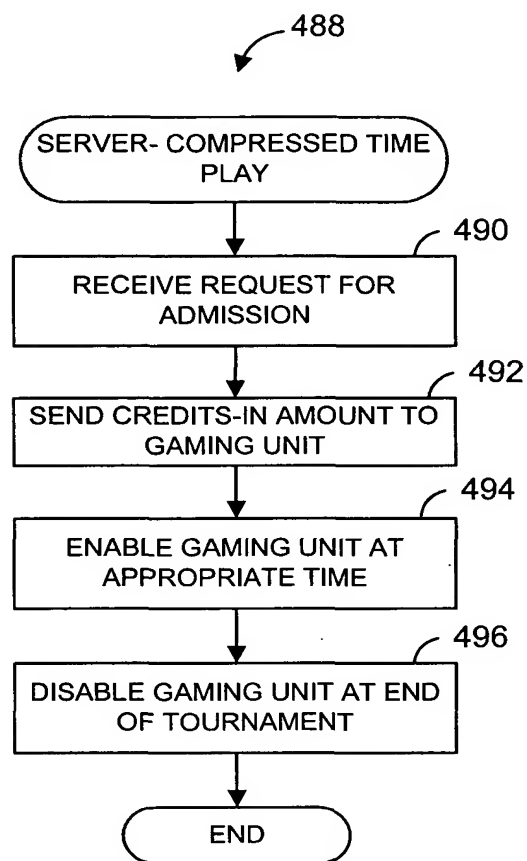 488
SERVER- COMPRESSED TIME
PLAY
490
RECEIVE REQUEST FOR
ADMISSION
492
SEND CREDITS-IN AMOUNT TO
GAMING UNIT
494
ENABLE GAMING UNIT AT
APPROPRIATE TIME
496
DISABLE GAMING UNIT AT END
OF TOURNAMENT
END